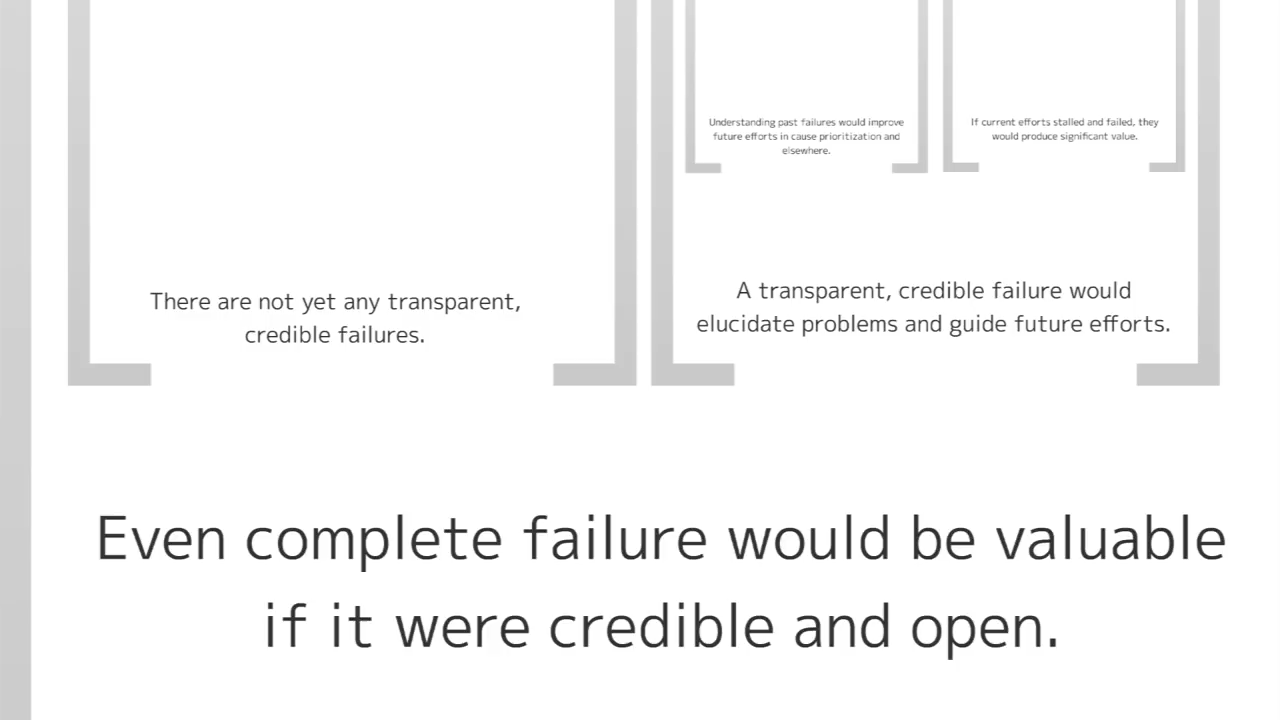 Understanding past failures would improve
future efforts in cause prioritization and
elsewhere.
If current efforts stalled and failed, they
would produce significant value.
There are not yet any transparent,
credible failures.
A transparent, credible failure would
elucidate problems and guide future efforts.
Even complete failure would be valuable
if it were credible and open.